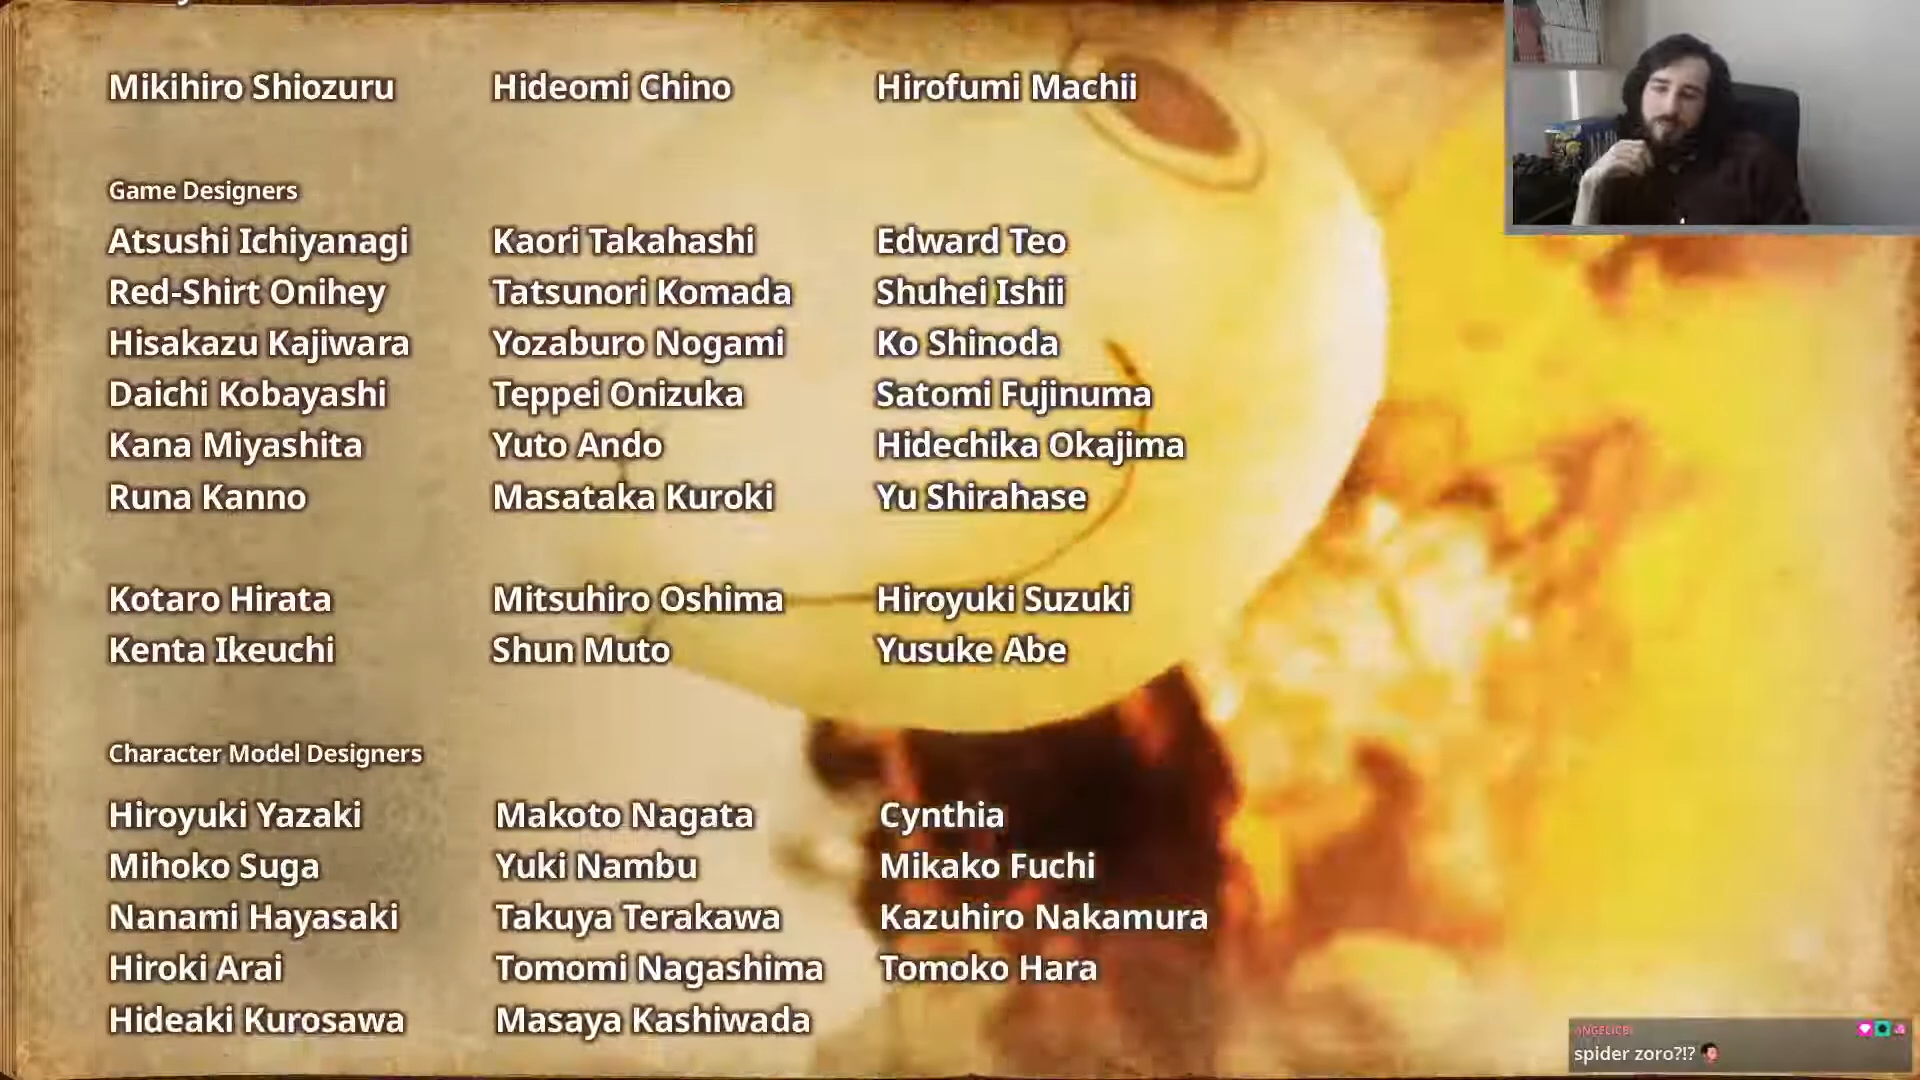 Mikihiro Shiozuru Hideomi Chino Hirofumi Machii
Game Designers
Atsushi Ichiyanagi Kaori Takahashi Edward Teo
Red-Shirt Onihey Tatsunori Komada Shuhei Ishii
Hisakazu Kajiwara Yozaburo Nogami Ko Shinoda
Daichi Kobayashi Teppei Onizuka Satomi Fujinuma
Kana Miyashita Yuto Ando Hidechika Okajima
Runa Kanno Masataka Kuroki Yu Shirahase
Kotaro Hirata Mitsuhiro Oshima Hiroyuki Suzuki
Kenta Ikeuchi Shun Muto Yusuke Abe
Character Model Designers
Hiroyuki Yazaki Makoto Nagata Cynthia
Mihoko Suga Yuki Nambu Mikako Fuchi
Nanami Hayasaki Takuya Terakawa Kazuhiro Nakamura
Hiroki Arai Tomomi Nagashima Tomoko Hara
Hideaki Kurosawa Masaya Kashiwada
spider zoro?!?